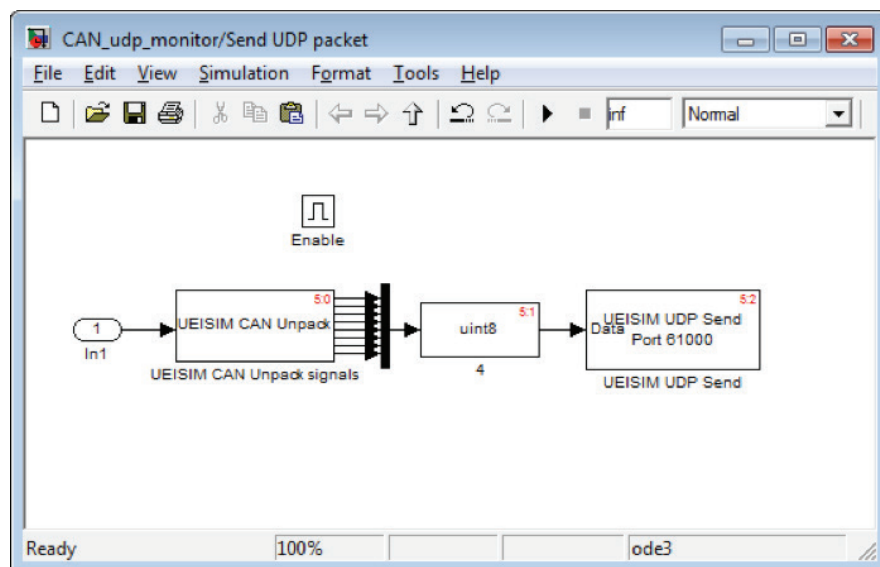 CAN_udp_monitor/Send UDP packet
File Edit View Simulation Format Tools Help
inf Normal
Enable
1
In1
5:0
UEISIM CAN Unpack
UEISIM CAN Unpack signals
5:1
uint8
4
5:2
UEISIM UDP Send
Data
Port 61000
UEISIM UDP Send
Ready 100% ode3